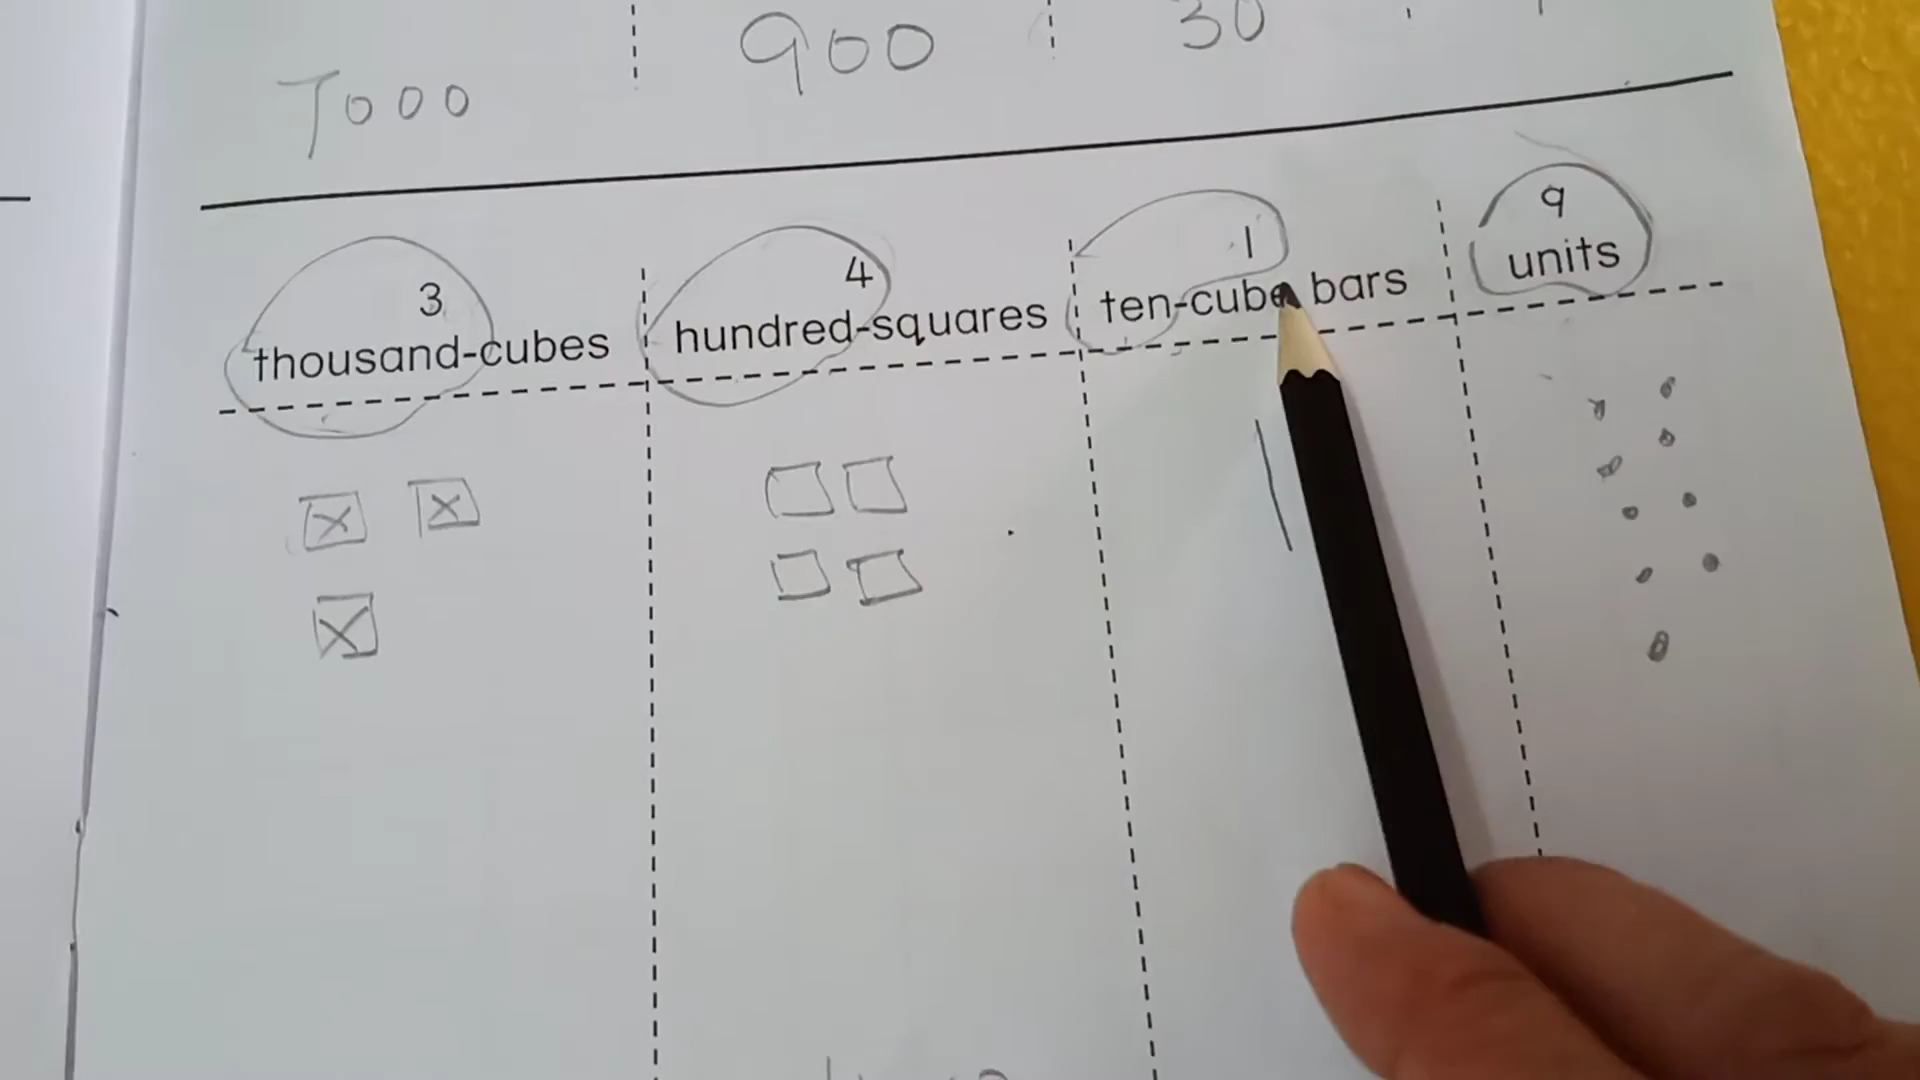 7000 900 30
3 4 1 9
thousand-cubes hundred-squares ten-cube bars units